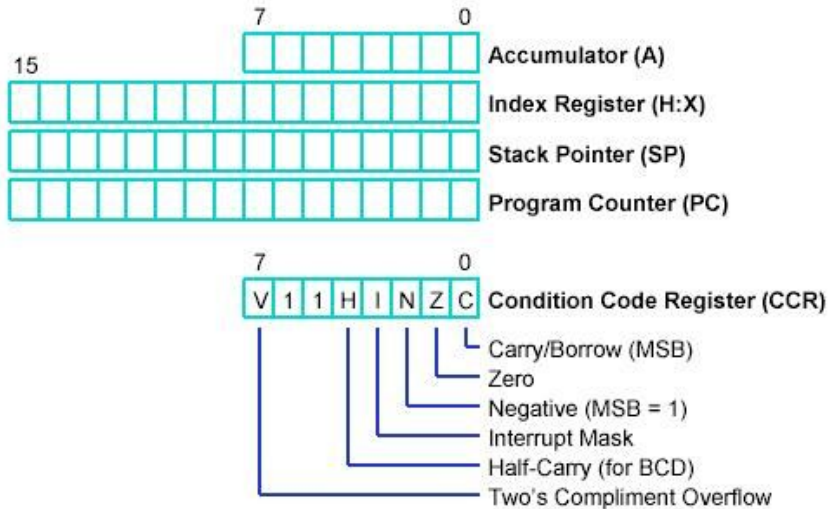 7 0
Accumulator (A)
15
Index Register (H:X)
Stack Pointer (SP)
Program Counter (PC)
7 0
V 1 1 H I N Z C Condition Code Register (CCR)
Carry/Borrow (MSB)
Zero
Negative (MSB = 1)
Interrupt Mask
Half-Carry (for BCD)
Two's Compliment Overflow